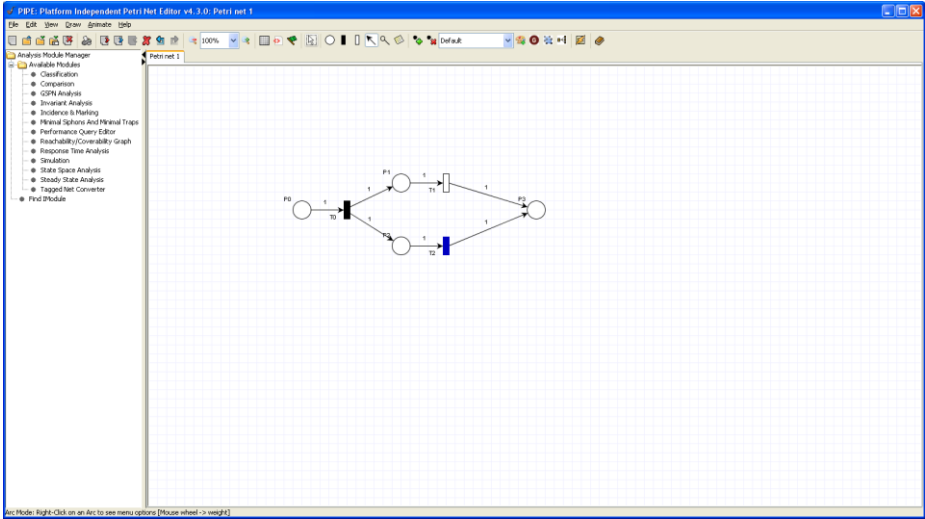 PIPE: Platform Independent Petri Net Editor v4.3.0: Petri net 1
File Edit View Draw Animate Help
100%
Default
Analysis Module Manager
Petri net 1
Available Modules
Classification
Comparison
GSPN Analysis
Invariant Analysis
Incidence & Marking
Minimal Siphons And Minimal Traps
Performance Query Editor
Reachability/Coverability Graph
Response Time Analysis
Simulation
State Space Analysis
Steady State Analysis
Tagged Net Converter
Find IModule
P1 1
T1
1
1
P0 1
T0
P3
1
P2 1
T2
1
Arc Mode: Right-Click on an Arc to see menu options [Mouse wheel -> weight]